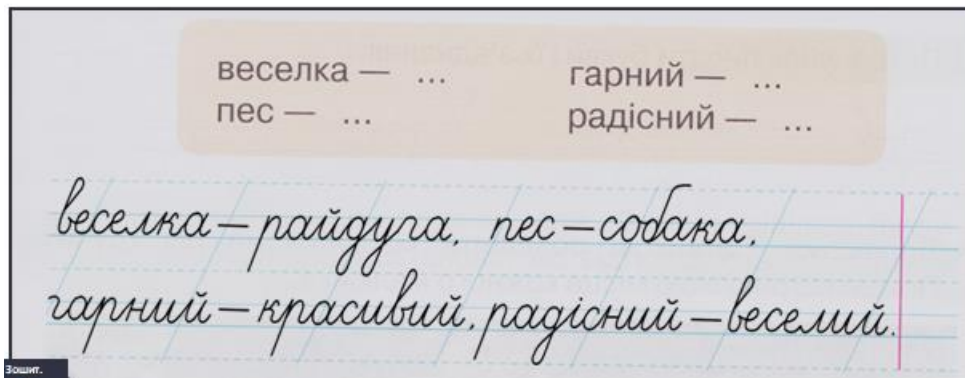 веселка — ... гарний — ...
пес — ... радісний — ...
веселка – райдуга, пес – собака,
гарний – красивий, радісний – веселий.
Зошит.